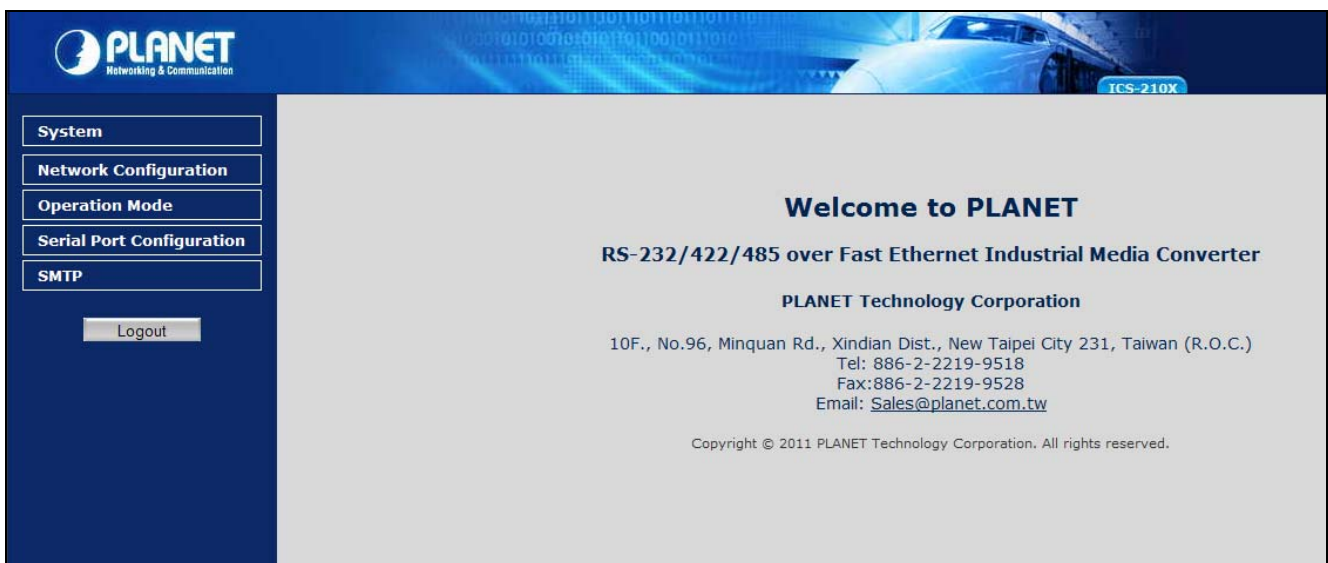 PLANET
Networking & Communication
ICS-210X
System
Network Configuration
Operation Mode
Serial Port Configuration
SMTP
Logout
Welcome to PLANET
RS-232/422/485 over Fast Ethernet Industrial Media Converter
PLANET Technology Corporation
10F., No.96, Minquan Rd., Xindian Dist., New Taipei City 231, Taiwan (R.O.C.)
Tel: 886-2-2219-9518
Fax:886-2-2219-9528
Email: Sales@planet.com.tw
Copyright © 2011 PLANET Technology Corporation. All rights reserved.